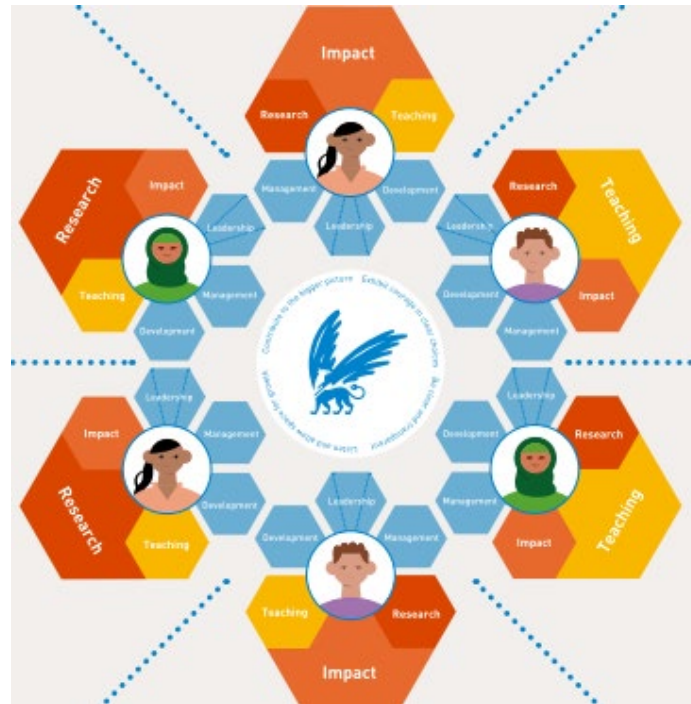 Impact
Research
Teaching
Management
Development
Leadership
Research
Impact
Teaching
Leadership
Management
Development
Research
Teaching
Impact
Leadership
Development
Management
Contribute to the bigger picture
Exhibit courage in clear choices
Be clear and transparent
Listen and allow space for growth
Leadership
Impact
Management
Research
Development
Teaching
Leadership
Research
Development
Management
Teaching
Impact
Leadership
Development
Management
Teaching
Research
Impact